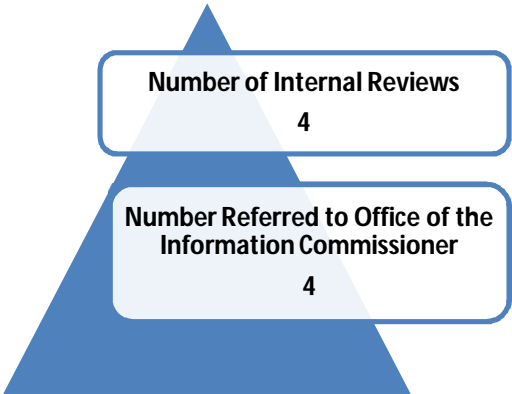 Number of Internal Reviews
4
Number Referred to Office of the
Information Commissioner
4